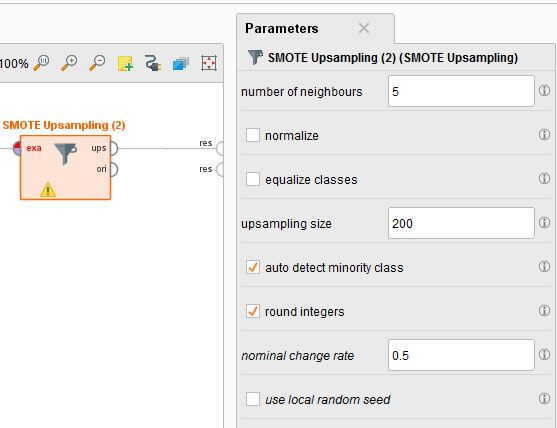 Parameters
100%
SMOTE Upsampling (2) (SMOTE Upsampling)
number of neighbours 5
SMOTE Upsampling (2)
normalize
exa ups res
ori res
equalize classes
upsampling size 200
auto detect minority class
round integers
nominal change rate 0.5
use local random seed